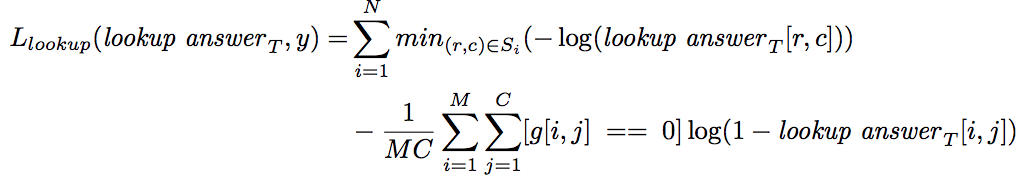 L_{lookup}(lookup answer_T, y) = \sum_{i=1}^{N} min_{(r,c)∈S_i}(− log(lookup answer_T[r, c]))
− \frac{1}{MC} \sum_{i=1}^{M} \sum_{j=1}^{C} [g[i, j] == 0] log(1 − lookup answer_T[i, j])